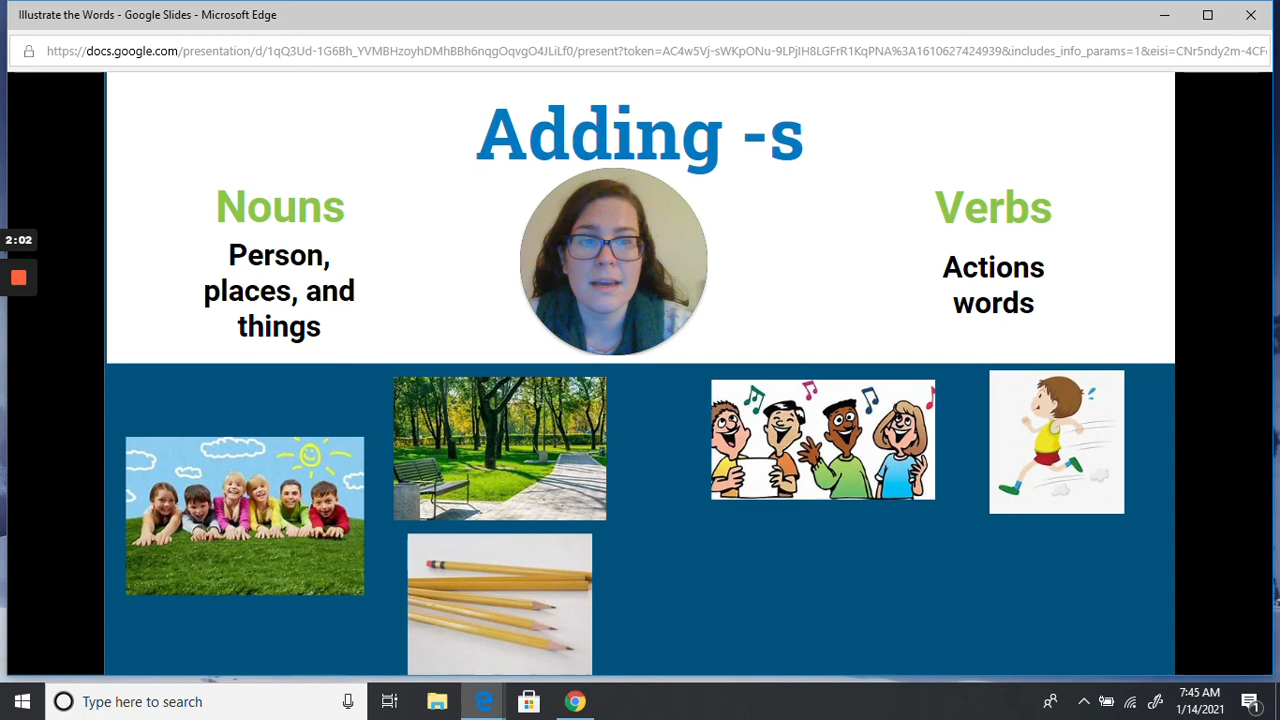 Illustrate the Words - Google Slides - Microsoft Edge
https://docs.google.com/presentation/d/1qQ3Ud-1G6Bh_YVMBHzoyhDMhBBh6nqgOqvgO4JLiLf0/present?token=AC4w5Vj-sWKpONu-9LPjIH8LGFrR1KqPNA%3A1610627424939&includes_info_params=1&eisi=CNr5ndy2m-4CF
Adding -s
Nouns
Person,
places, and
things
Verbs
Actions
words
2:02
Type here to search
7:45 AM
1/14/2021
1